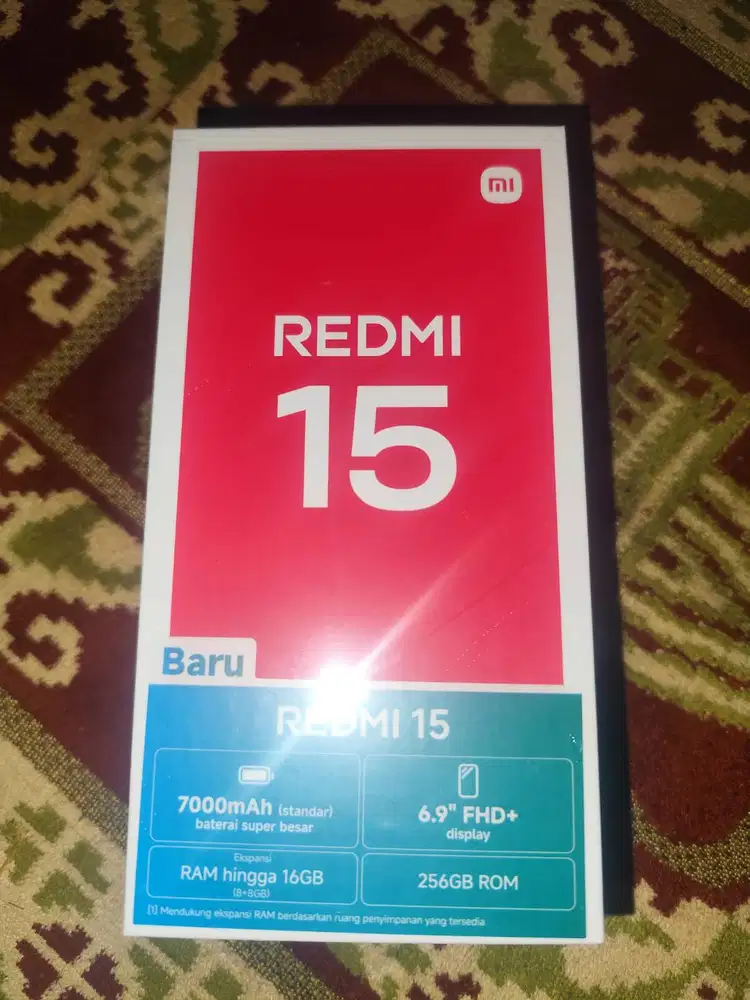 mi
REDMI
15
Baru
REDMI 15
7000mAh (standar)
baterai super besar
6.9" FHD+
display
Ekspansi
RAM hingga 16GB
(8+8GB)
256GB ROM
[1] Mendukung ekspansi RAM berdasarkan ruang penyimpanan yang tersedia